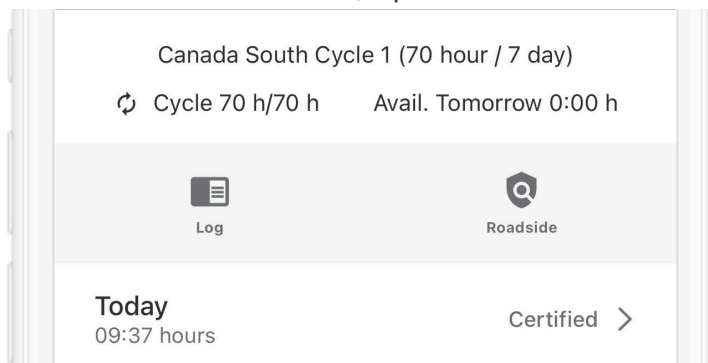 Canada South Cycle 1 (70 hour / 7 day)
Cycle 70 h/70 h Avail. Tomorrow 0:00 h
Log Roadside
Today
Certified
09:37 hours